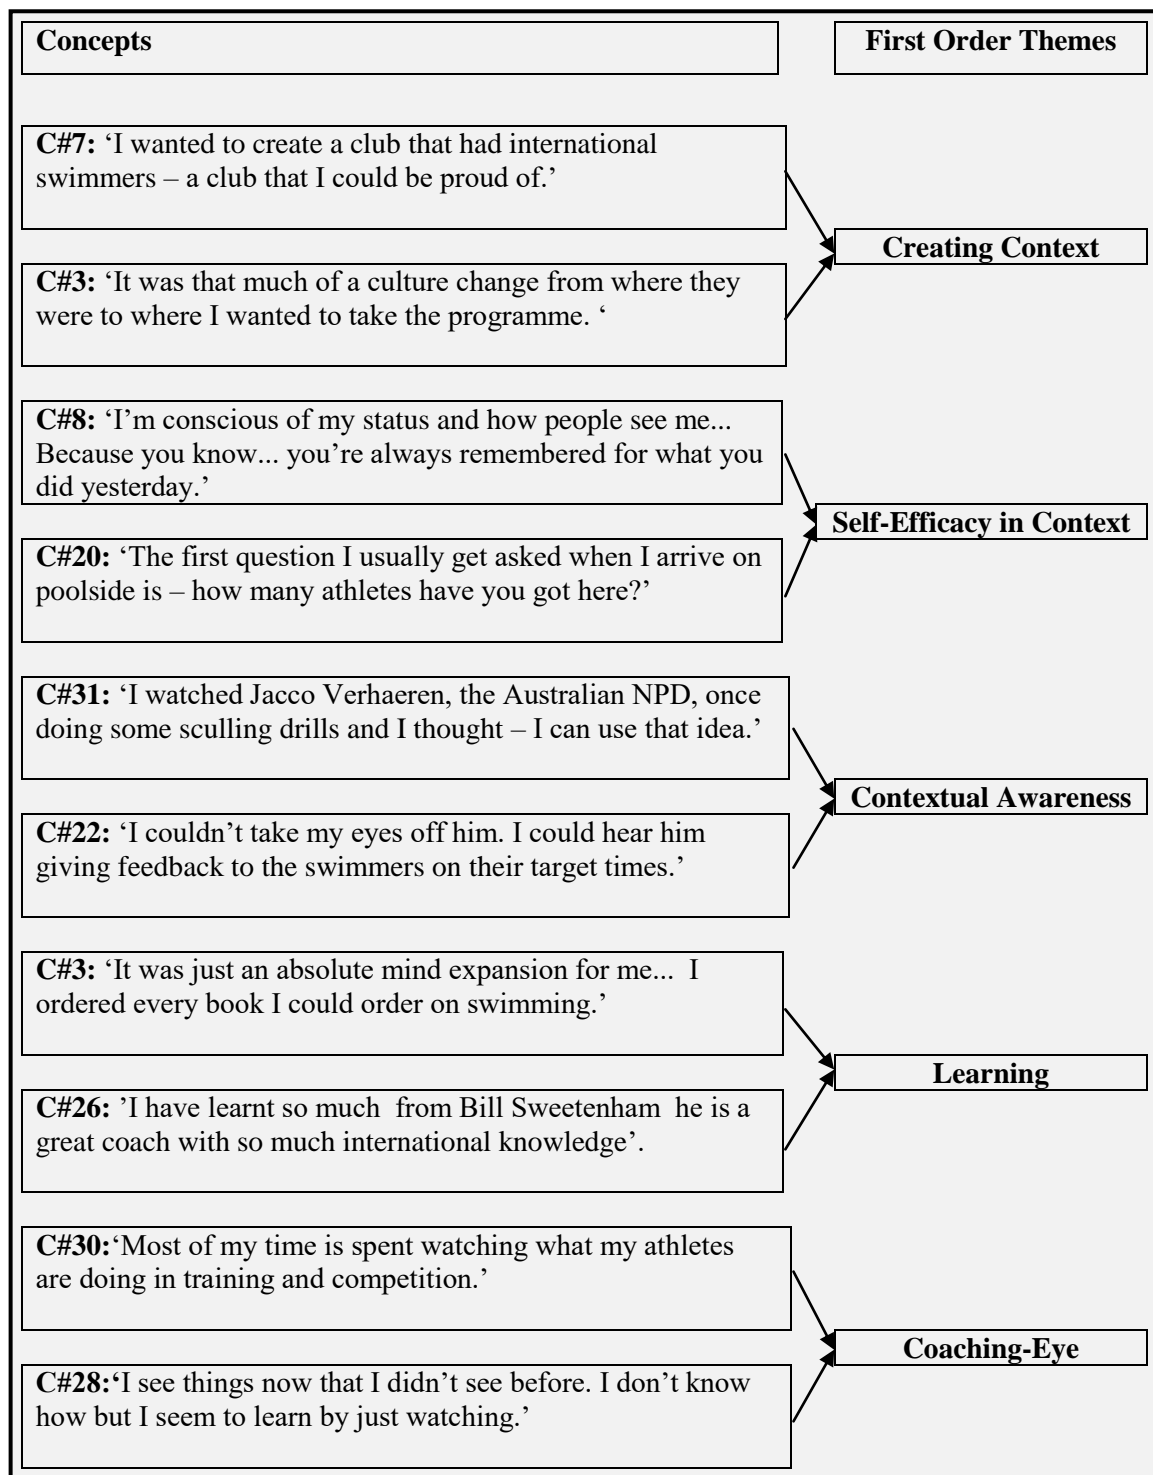 Concepts
First Order Themes
C#7: ‘I wanted to create a club that had international
swimmers – a club that I could be proud of.’
Creating Context
C#3: ‘It was that much of a culture change from where they
were to where I wanted to take the programme. ‘
C#8: ‘I’m conscious of my status and how people see me...
Because you know... you’re always remembered for what you
did yesterday.’
Self-Efficacy in Context
C#20: ‘The first question I usually get asked when I arrive on
poolside is – how many athletes have you got here?’
C#31: ‘I watched Jacco Verhaeren, the Australian NPD, once
doing some sculling drills and I thought – I can use that idea.’
Contextual Awareness
C#22: ‘I couldn’t take my eyes off him. I could hear him
giving feedback to the swimmers on their target times.’
C#3: ‘It was just an absolute mind expansion for me... I
ordered every book I could order on swimming.’
Learning
C#26: ’I have learnt so much from Bill Sweetenham he is a
great coach with so much international knowledge’.
C#30:‘Most of my time is spent watching what my athletes
are doing in training and competition.’
Coaching-Eye
C#28:‘I see things now that I didn’t see before. I don’t know
how but I seem to learn by just watching.’